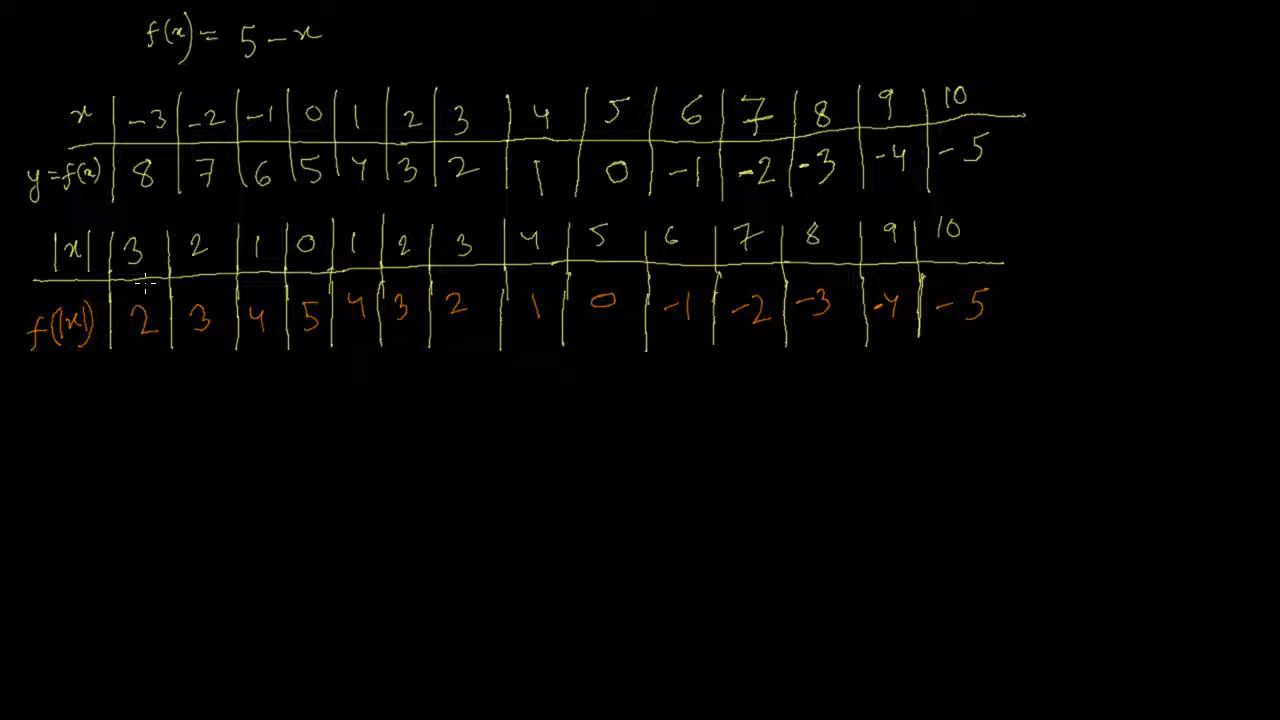 f(x) = 5 - x
x | -3 | -2 | -1 | 0 | 1 | 2 | 3 | 4 | 5 | 6 | 7 | 8 | 9 | 10
y = f(x) | 8 | 7 | 6 | 5 | 4 | 3 | 2 | 1 | 0 | -1 | -2 | -3 | -4 | -5
|x| | 3 | 2 | 1 | 0 | 1 | 2 | 3 | 4 | 5 | 6 | 7 | 8 | 9 | 10
f(|x|) | 2 | 3 | 4 | 5 | 4 | 3 | 2 | 1 | 0 | -1 | -2 | -3 | -4 | -5